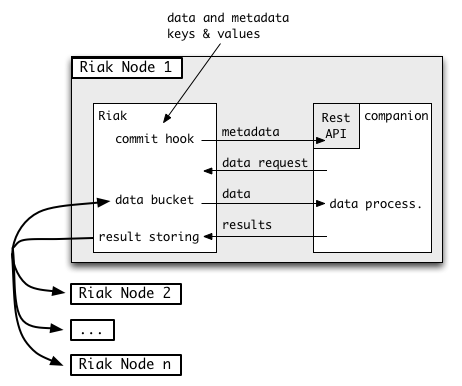 data and metadata
keys & values
Riak Node 1
Riak
commit hook
metadata
Rest
API
companion
data request
data bucket
data
data process.
result storing
results
Riak Node 2
...
Riak Node n